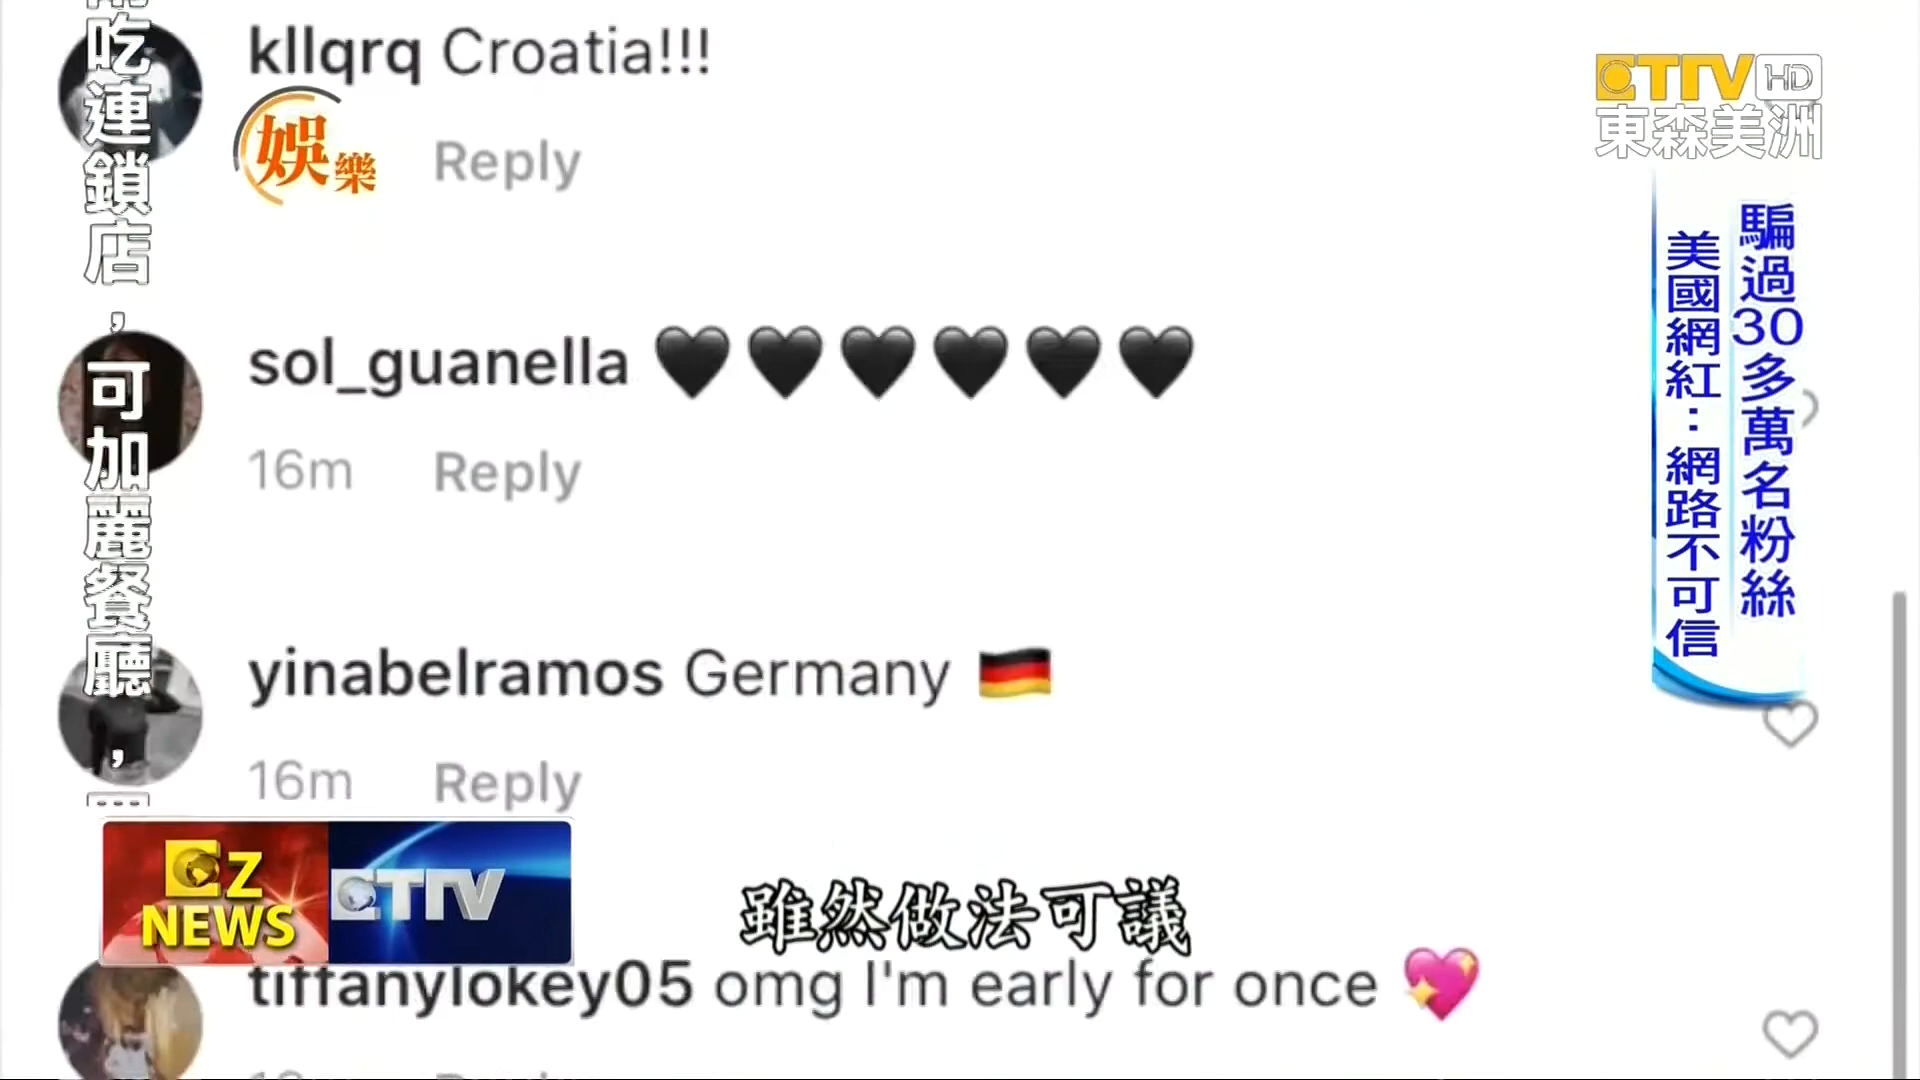 kllqrq Croatia!!!
娛樂
Reply
sol_guanella 🖤🖤🖤🖤🖤🖤
16m Reply
yinabelramos Germany 🇩🇪
16m Reply
tiffanylokey05 omg I'm early for once 💖
吃連鎖店，可加麗餐廳，
ETTV HD
東森美洲
騙過30多萬名粉絲
美國網紅：網路不可信
EZ
NEWS
ETTV
雖然做法可議